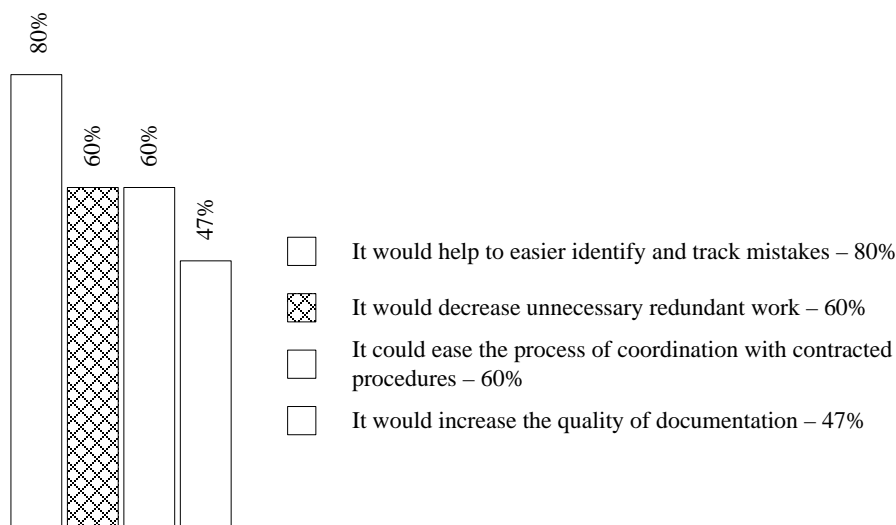 80%
60%
60%
47%
It would help to easier identify and track mistakes – 80%
It would decrease unnecessary redundant work – 60%
It could ease the process of coordination with contracted
procedures – 60%
It would increase the quality of documentation – 47%